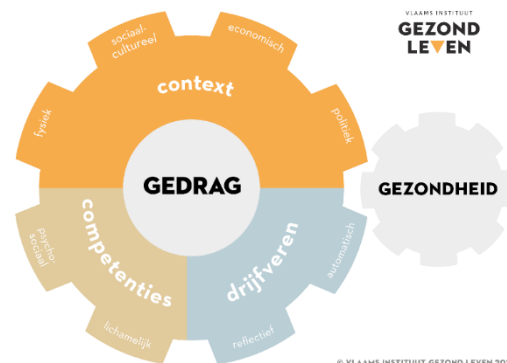 VLAAMS INSTITUUT
GEZOND
LEVEN
economisch
sociaal-
cultureel
context
fysiek
politiek
GEDRAG
GEZONDHEID
competenties
drijfveren
psycho-
sociaal
automatisch
lichamelijk
reflectief
© VLAAMS INSTITUUT GEZOND LEVEN